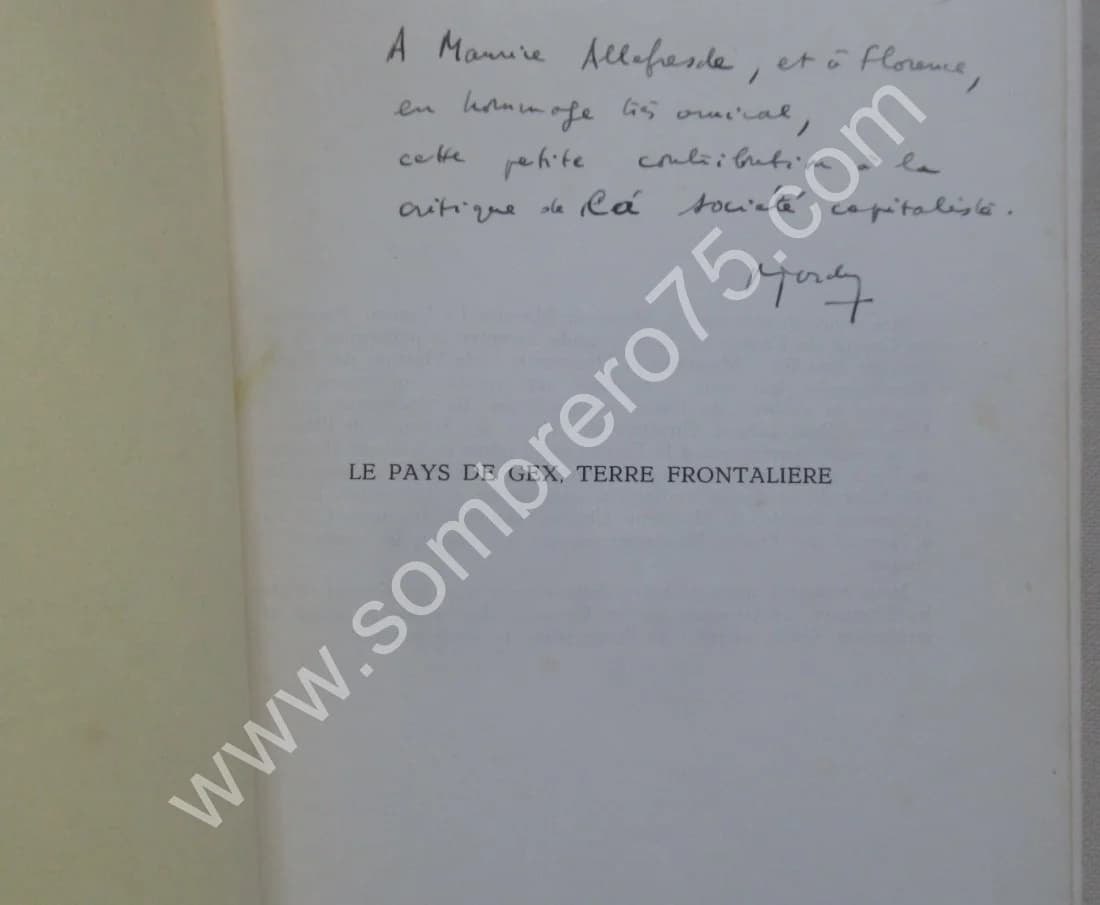 A Maurice Allefresde, et à Florence,
en hommage très amical,
cette petite contribution à la
critique de la société capitaliste.
LE PAYS DE GEX, TERRE FRONTALIERE
www.sombrero75.com